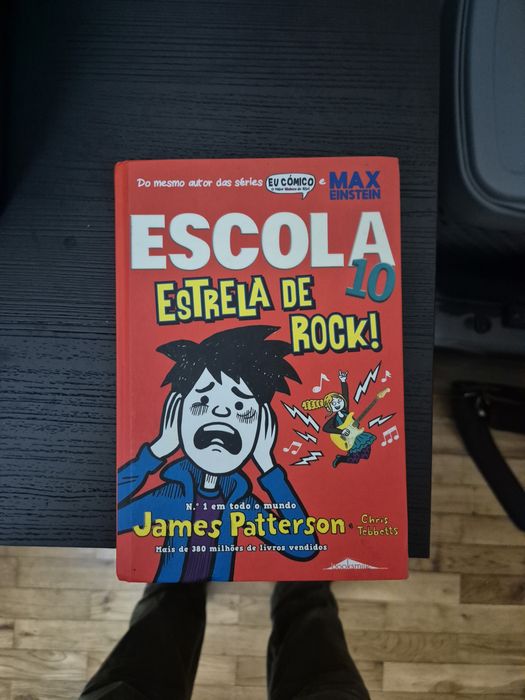 Do mesmo autor das séries EU CÓMICO e MAX EINSTEIN
ESCOLA
10
ESTRELA DE
ROCK!
N.º 1 em todo o mundo
James Patterson e Chris Tebbetts
Mais de 380 milhões de livros vendidos
booksmile